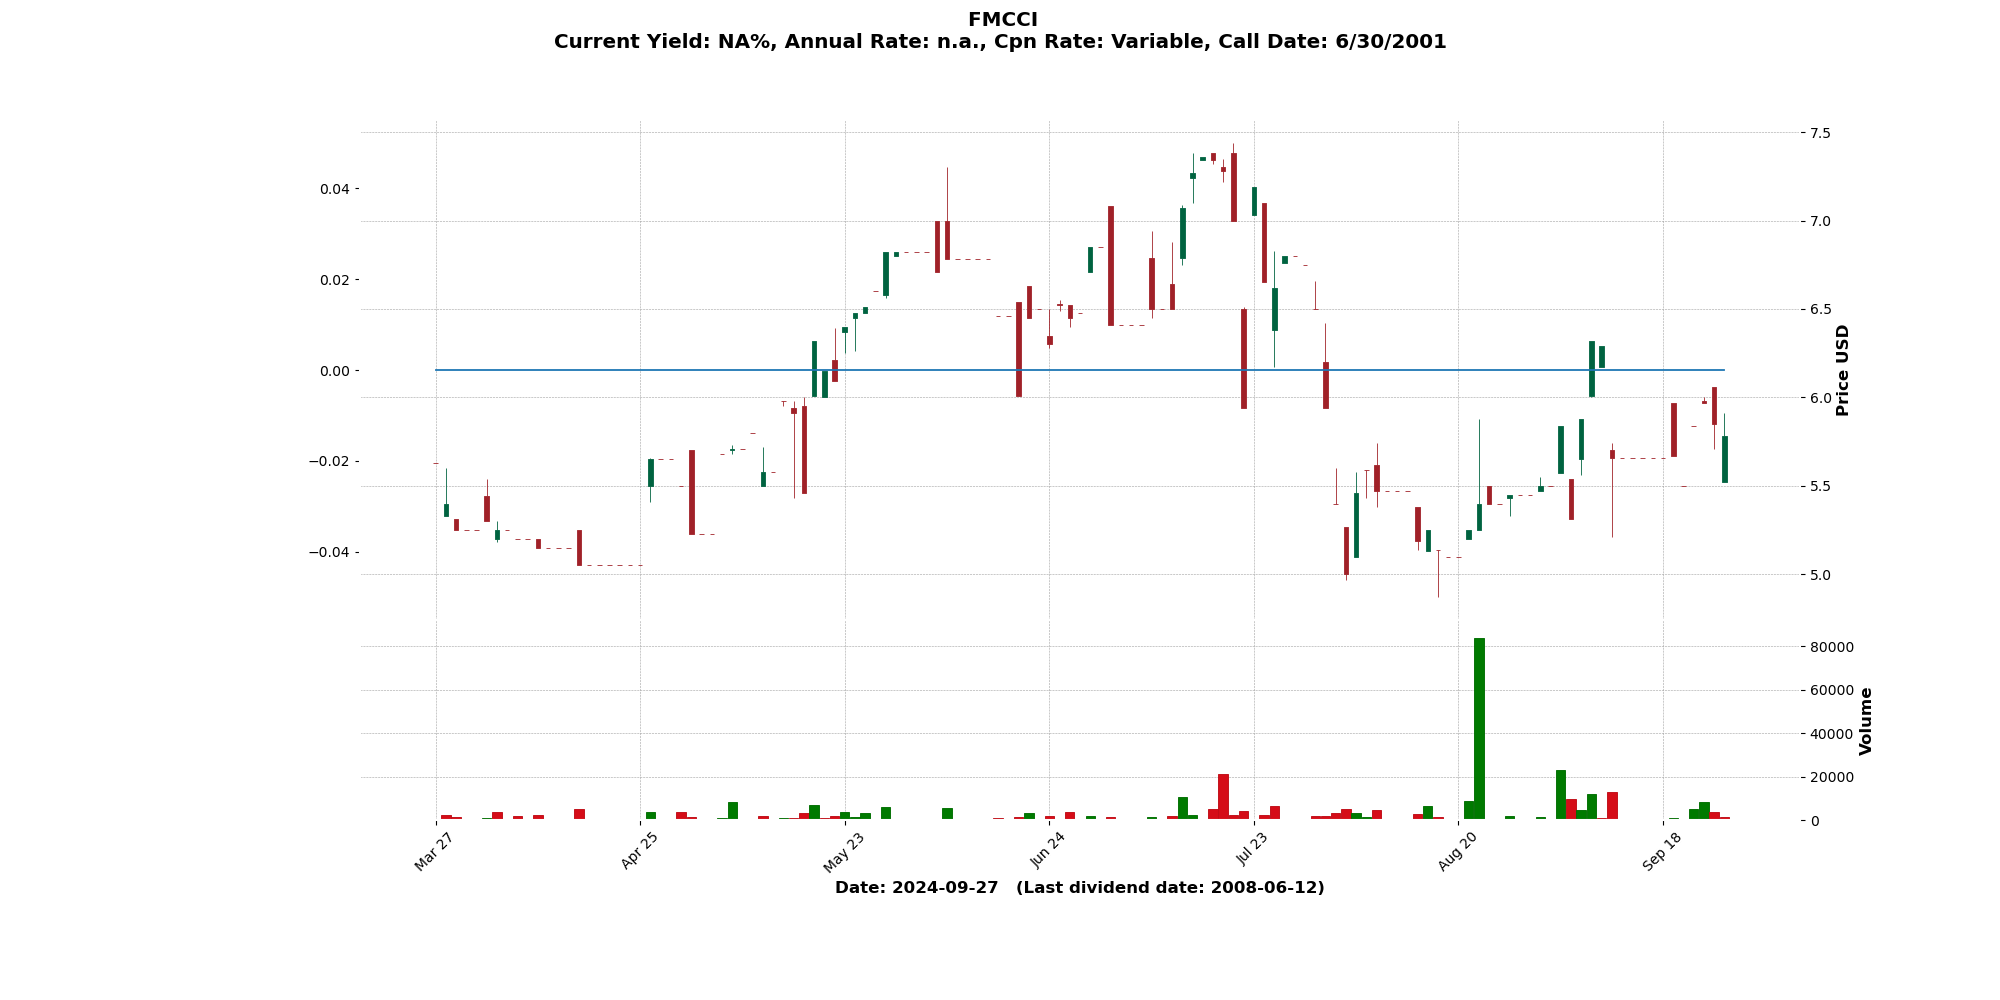 FMCCI
Current Yield: NA%, Annual Rate: n.a., Cpn Rate: Variable, Call Date: 6/30/2001
0.04
0.02
0.00
−0.02
−0.04
7.5
7.0
6.5
6.0
5.5
5.0
Price USD
80000
60000
40000
20000
0
Volume
Mar 27
Apr 25
May 23
Jun 24
Jul 23
Aug 20
Sep 18
Date: 2024-09-27   (Last dividend date: 2008-06-12)